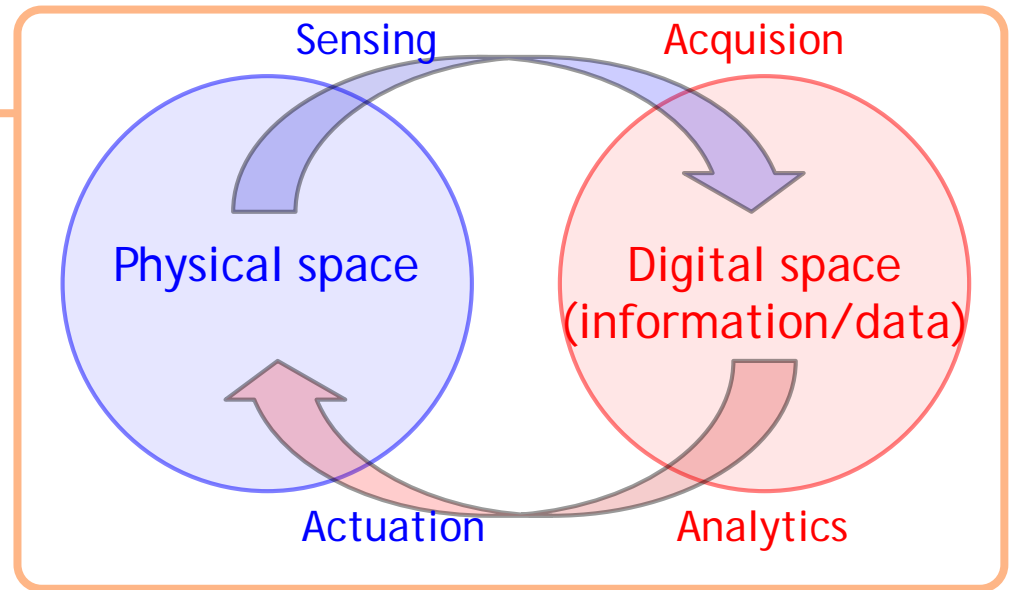 Sensing
Acquision
Physical space
Digital space
(information/data)
Actuation
Analytics